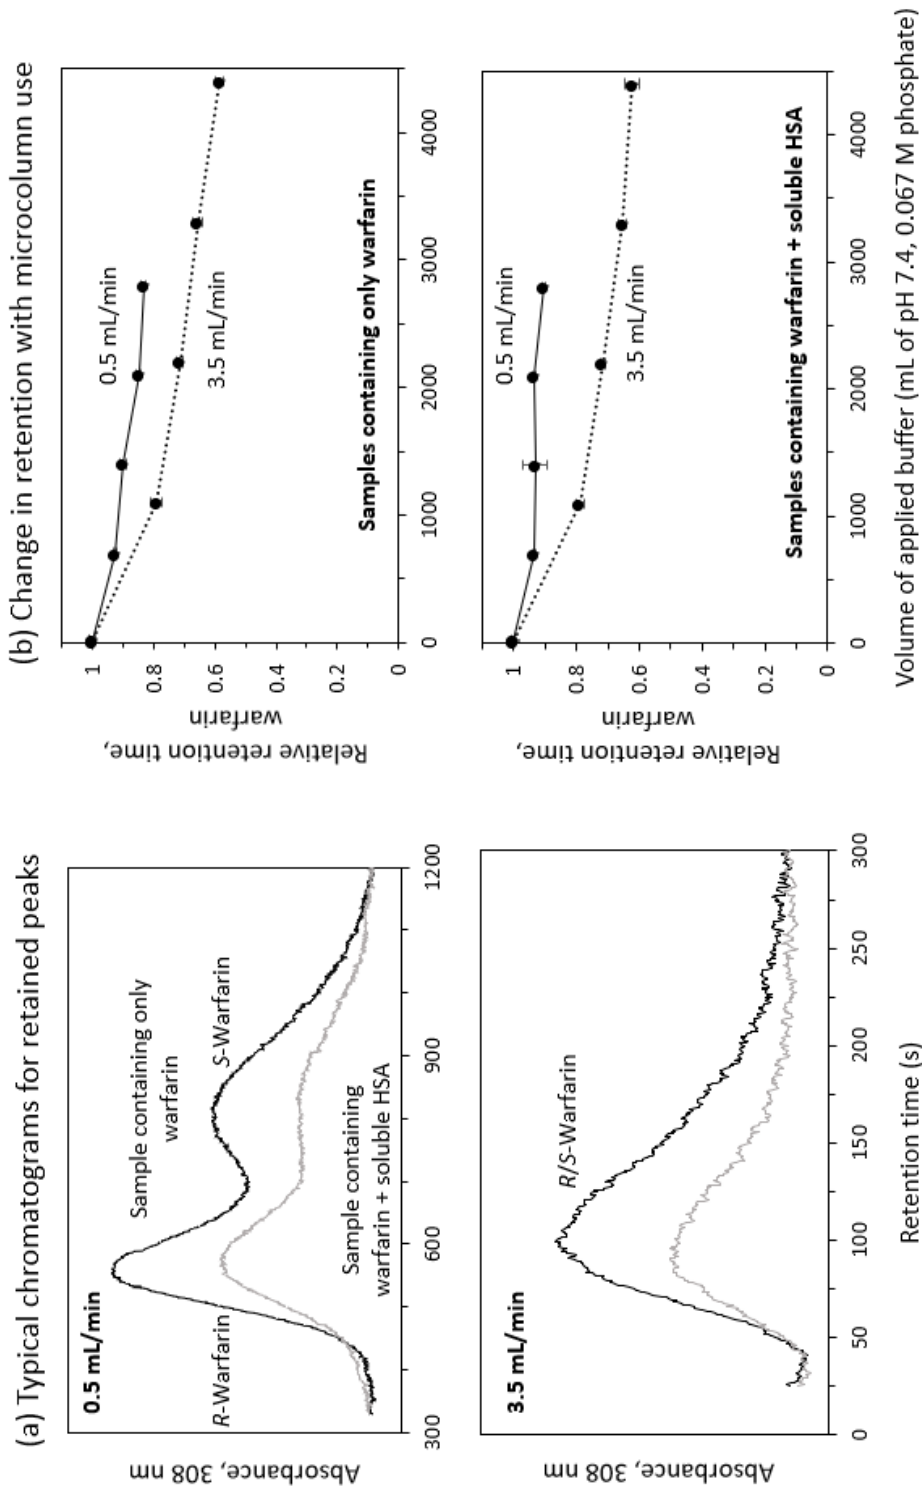 (a) Typical chromatograms for retained peaks
Absorbance, 308 nm
0.5 mL/min
R-Warfarin
S-Warfarin
Sample containing only
warfarin
Sample containing
warfarin + soluble HSA
300
600
900
1200
Absorbance, 308 nm
3.5 mL/min
R/S-Warfarin
0
50
100
150
200
250
300
Retention time (s)
(b) Change in retention with microcolumn use
Relative retention time,
warfarin
1
0.8
0.6
0.4
0.2
0
0.5 mL/min
3.5 mL/min
Samples containing only warfarin
0
1000
2000
3000
4000
Relative retention time,
warfarin
1
0.8
0.6
0.4
0.2
0
0.5 mL/min
3.5 mL/min
Samples containing warfarin + soluble HSA
0
1000
2000
3000
4000
Volume of applied buffer (mL of pH 7.4, 0.067 M phosphate)